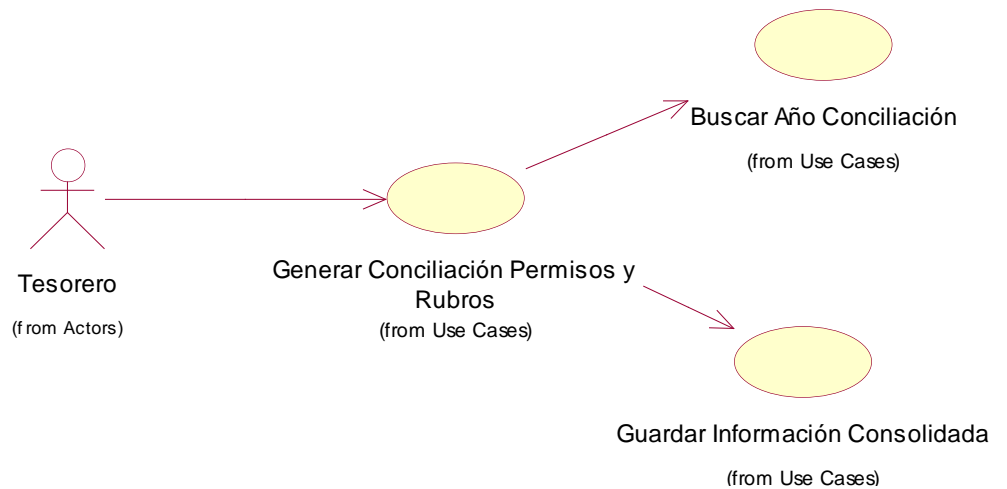 Buscar Año Conciliación
(from Use Cases)
Tesorero
(from Actors)
Generar Conciliación Permisos y
Rubros
(from Use Cases)
Guardar Información Consolidada
(from Use Cases)